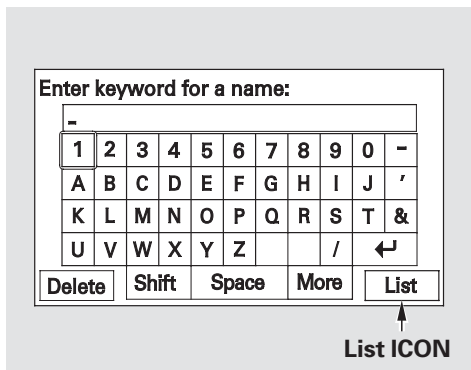 Enter keyword for a name:
-
1 2 3 4 5 6 7 8 9 0 -
A B C D E F G H I J '
K L M N O P Q R S T &
U V W X Y Z / ↵
Delete Shift Space More List
List ICON